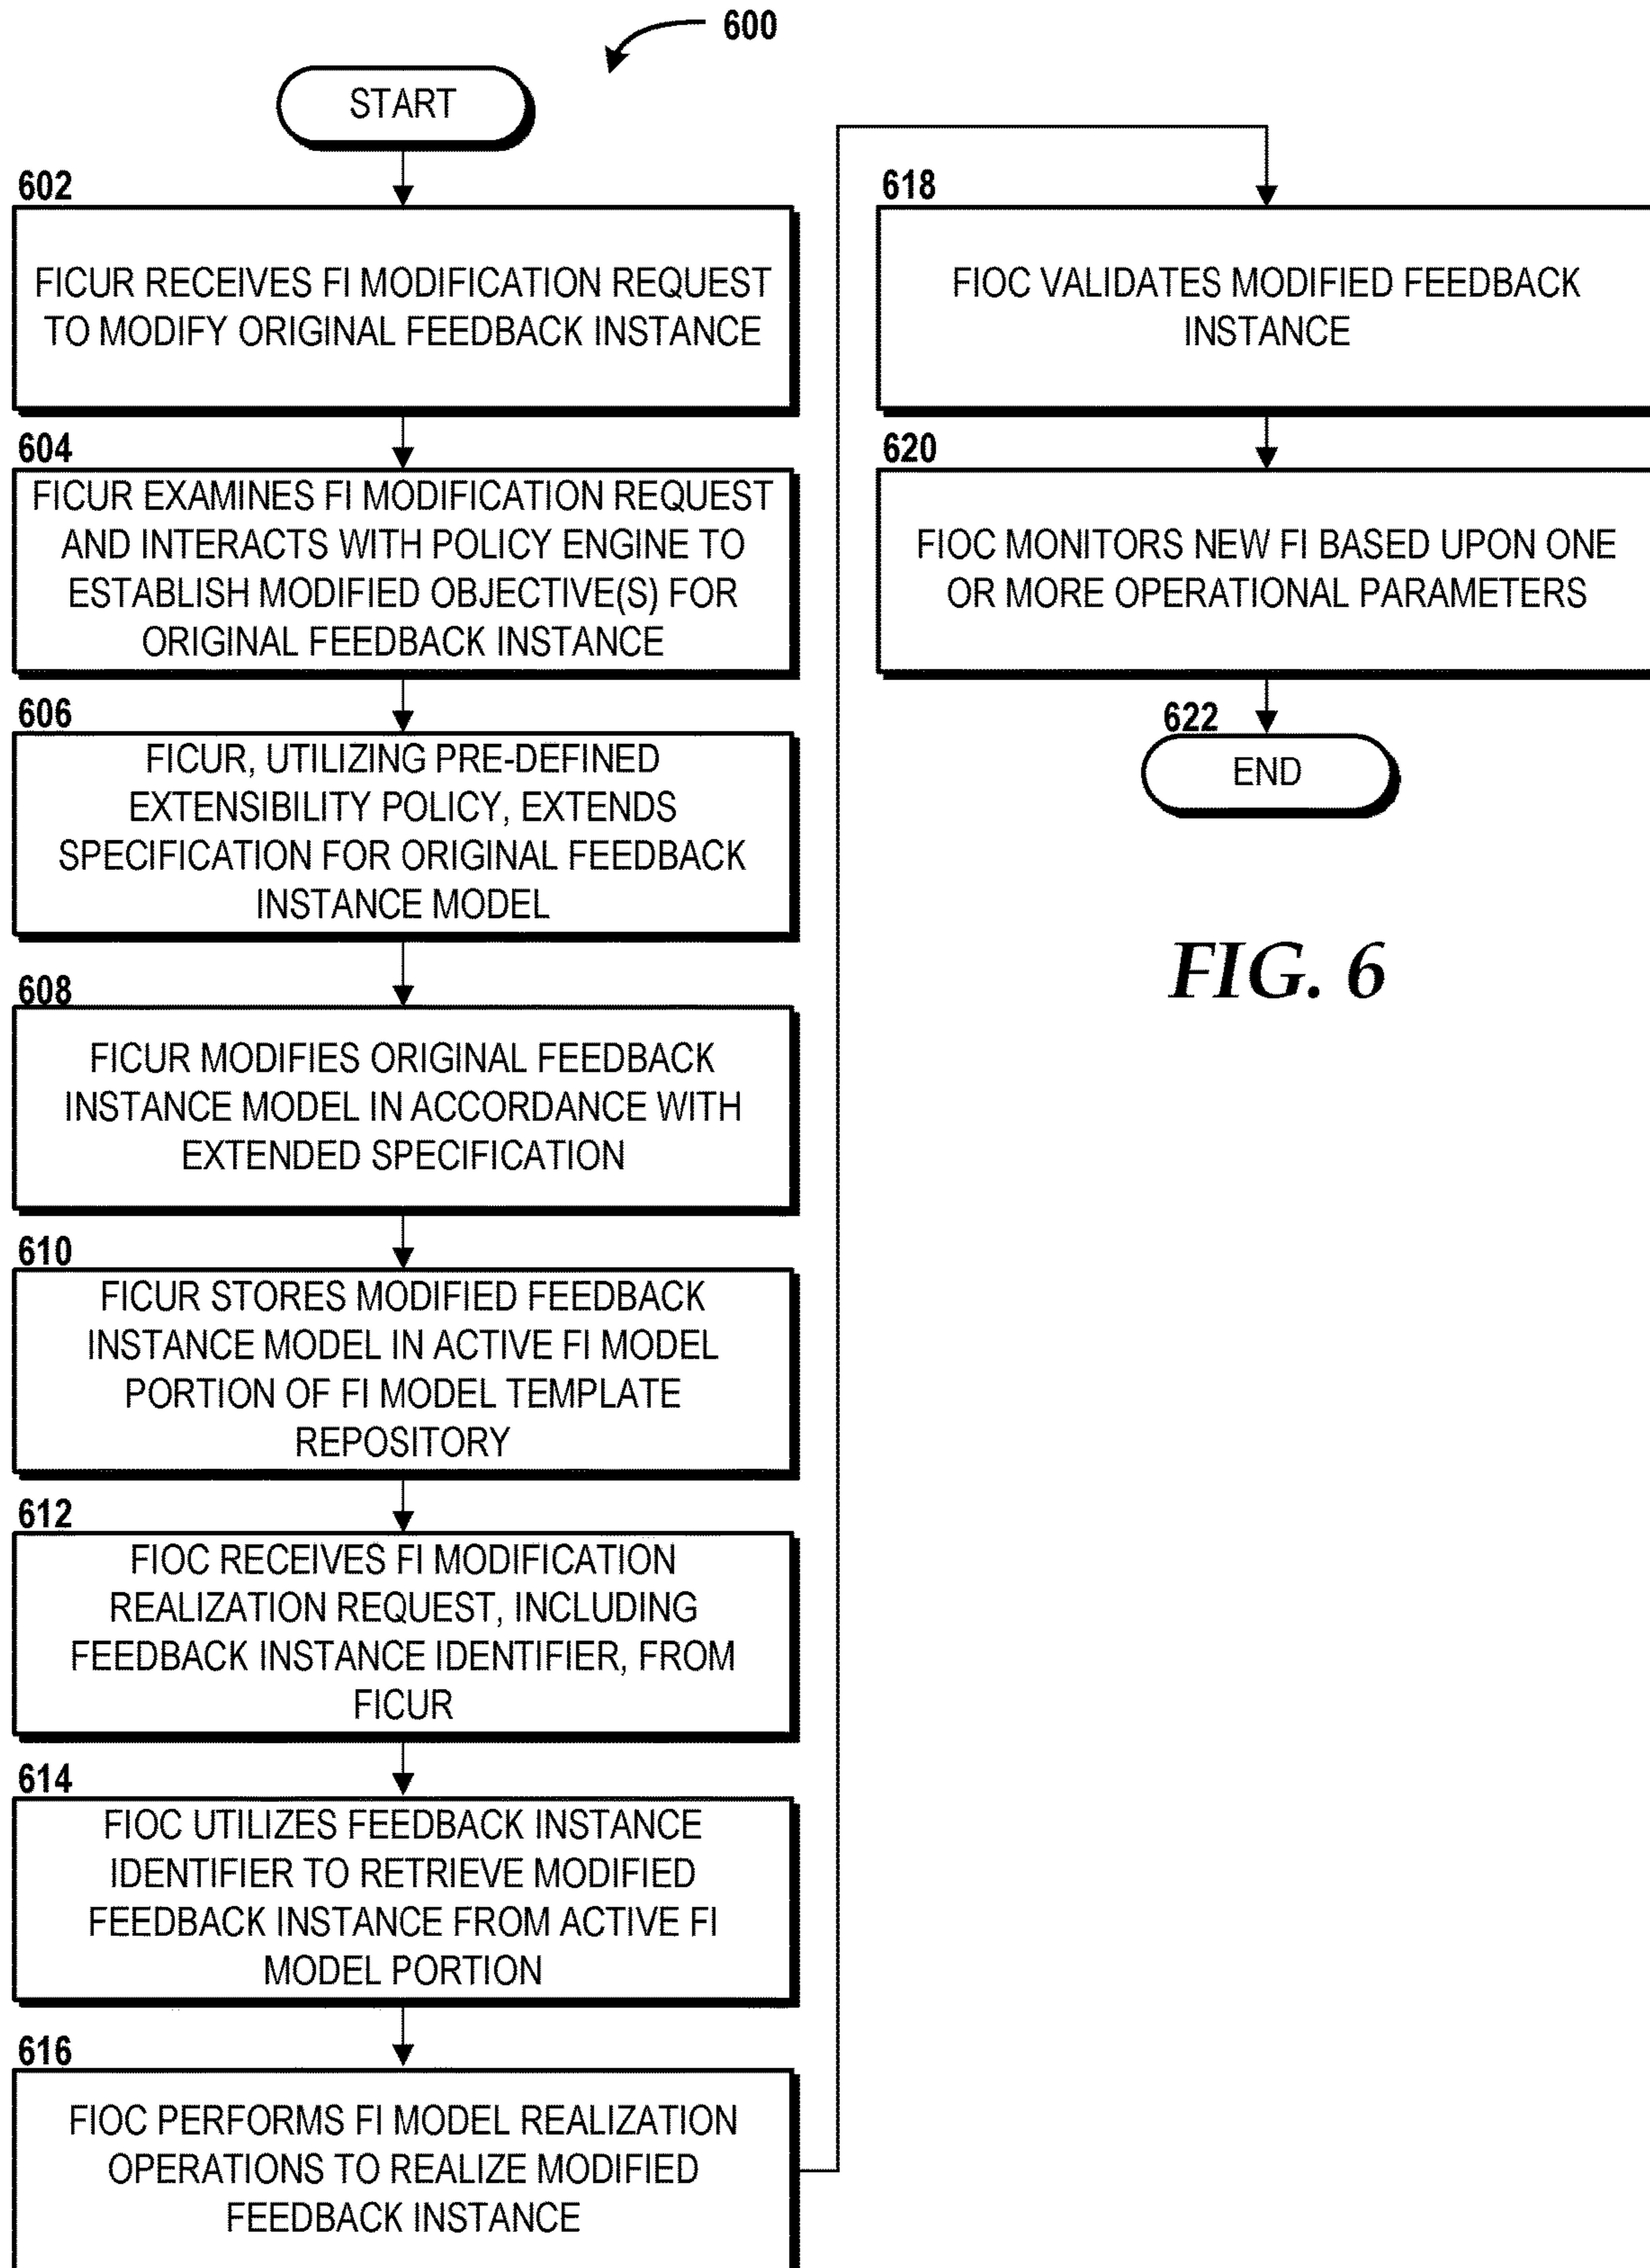 600
START
602
FICUR RECEIVES FI MODIFICATION REQUEST
TO MODIFY ORIGINAL FEEDBACK INSTANCE
604
FICUR EXAMINES FI MODIFICATION REQUEST
AND INTERACTS WITH POLICY ENGINE TO
ESTABLISH MODIFIED OBJECTIVE(S) FOR
ORIGINAL FEEDBACK INSTANCE
606
FICUR, UTILIZING PRE-DEFINED
EXTENSIBILITY POLICY, EXTENDS
SPECIFICATION FOR ORIGINAL FEEDBACK
INSTANCE MODEL
608
FICUR MODIFIES ORIGINAL FEEDBACK
INSTANCE MODEL IN ACCORDANCE WITH
EXTENDED SPECIFICATION
610
FICUR STORES MODIFIED FEEDBACK
INSTANCE MODEL IN ACTIVE FI MODEL
PORTION OF FI MODEL TEMPLATE
REPOSITORY
612
FIOC RECEIVES FI MODIFICATION
REALIZATION REQUEST, INCLUDING
FEEDBACK INSTANCE IDENTIFIER, FROM
FICUR
614
FIOC UTILIZES FEEDBACK INSTANCE
IDENTIFIER TO RETRIEVE MODIFIED
FEEDBACK INSTANCE FROM ACTIVE FI
MODEL PORTION
616
FIOC PERFORMS FI MODEL REALIZATION
OPERATIONS TO REALIZE MODIFIED
FEEDBACK INSTANCE
618
FIOC VALIDATES MODIFIED FEEDBACK
INSTANCE
620
FIOC MONITORS NEW FI BASED UPON ONE
OR MORE OPERATIONAL PARAMETERS
622
END
FIG. 6